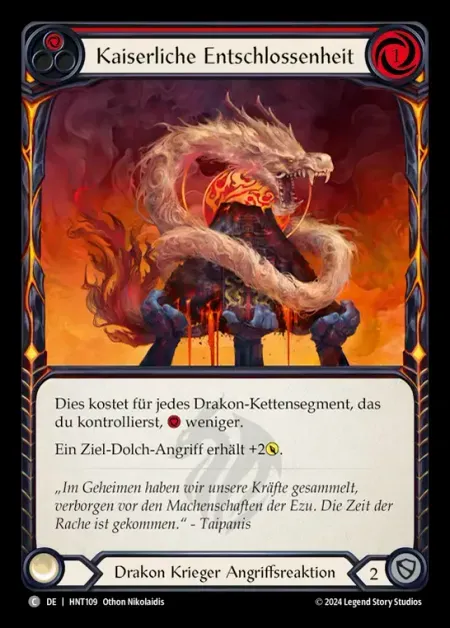 Kaiserliche Entschlossenheit
1
Dies kostet für jedes Drakon-Kettensegment, das
du kontrollierst, weniger.
Ein Ziel-Dolch-Angriff erhält +2.
„Im Geheimen haben wir unsere Kräfte gesammelt,
verborgen vor den Machenschaften der Ezu. Die Zeit der
Rache ist gekommen.“ - Taipanis
Drakon Krieger Angriffsreaktion
2
C DE | HNT109 Othon Nikolaidis
© 2024 Legend Story Studios